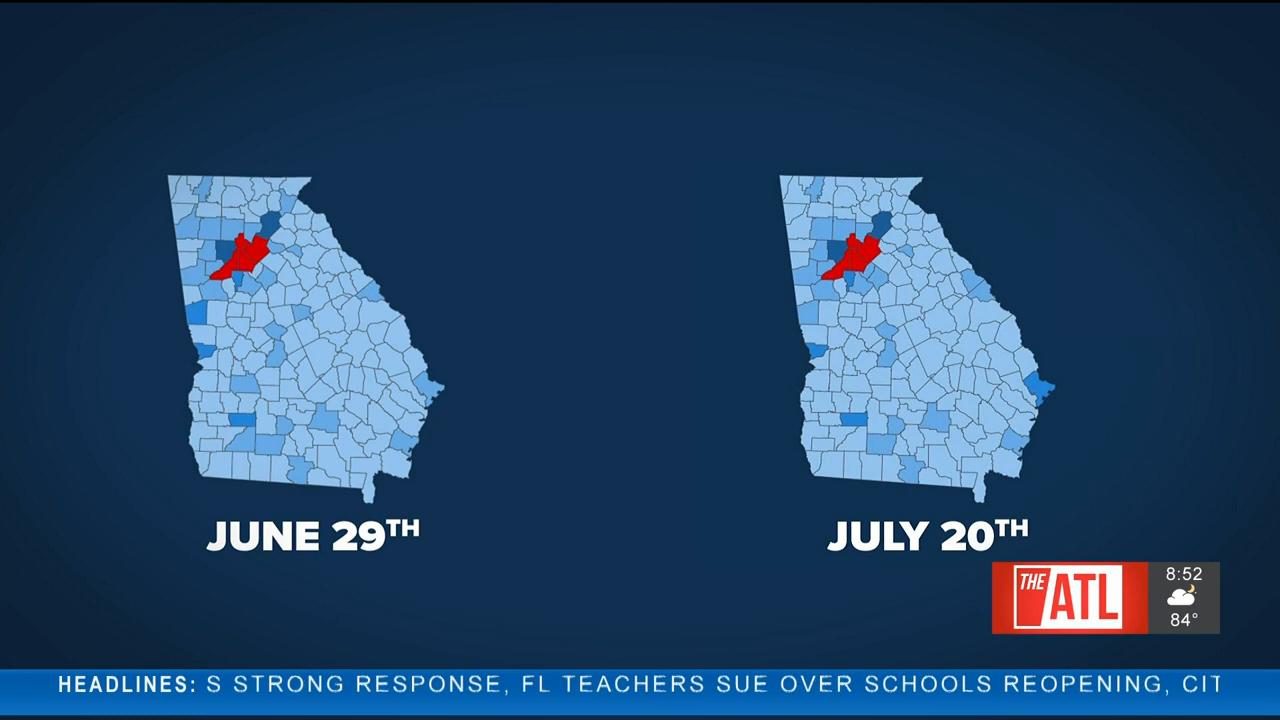 JUNE 29TH
JULY 20TH
THE ATL
8:52
84°
HEADLINES: S STRONG RESPONSE, FL TEACHERS SUE OVER SCHOOLS REOPENING, CIT